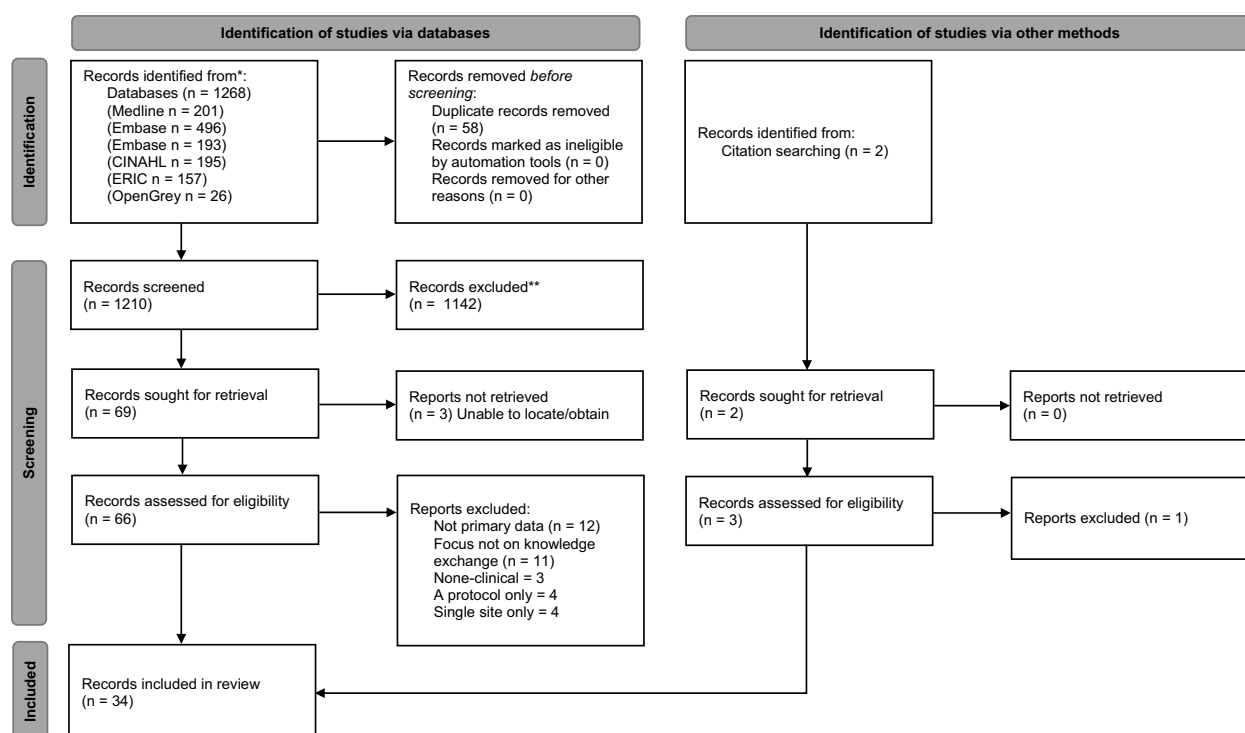 Identification of studies via databases
Identification of studies via other methods
Identification
Records identified from*:
Databases (n = 1268)
(Medline n = 201)
(Embase n = 496)
(Embase n = 193)
(CINAHL n = 195)
(ERIC n = 157)
(OpenGrey n = 26)
Records removed before
screening:
Duplicate records removed
(n = 58)
Records marked as ineligible
by automation tools (n = 0)
Records removed for other
reasons (n = 0)
Records identified from:
Citation searching (n = 2)
Screening
Records screened
(n = 1210)
Records excluded**
(n = 1142)
Records sought for retrieval
(n = 69)
Reports not retrieved
(n = 3) Unable to locate/obtain
Records sought for retrieval
(n = 2)
Reports not retrieved
(n = 0)
Records assessed for eligibility
(n = 66)
Reports excluded:
Not primary data (n = 12)
Focus not on knowledge
exchange (n = 11)
None-clinical = 3
A protocol only = 4
Single site only = 4
Records assessed for eligibility
(n = 3)
Reports excluded (n = 1)
Included
Records included in review
(n = 34)